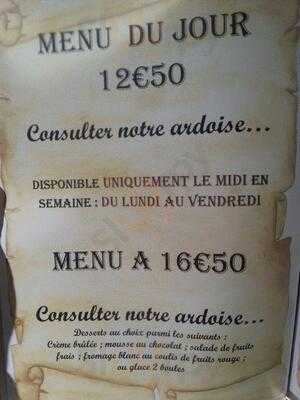 MENU DU JOUR
12€50
Consulter notre ardoise...
DISPONIBLE UNIQUEMENT LE MIDI EN
SEMAINE : DU LUNDI AU VENDREDI
MENU A 16€50
Consulter notre ardoise...
Desserts au choix parmi les suivants :
Crème brûlée ; mousse au chocolat ; salade de fruits
frais ; fromage blanc au coulis de fruits rouge ;
ou glace 2 boules